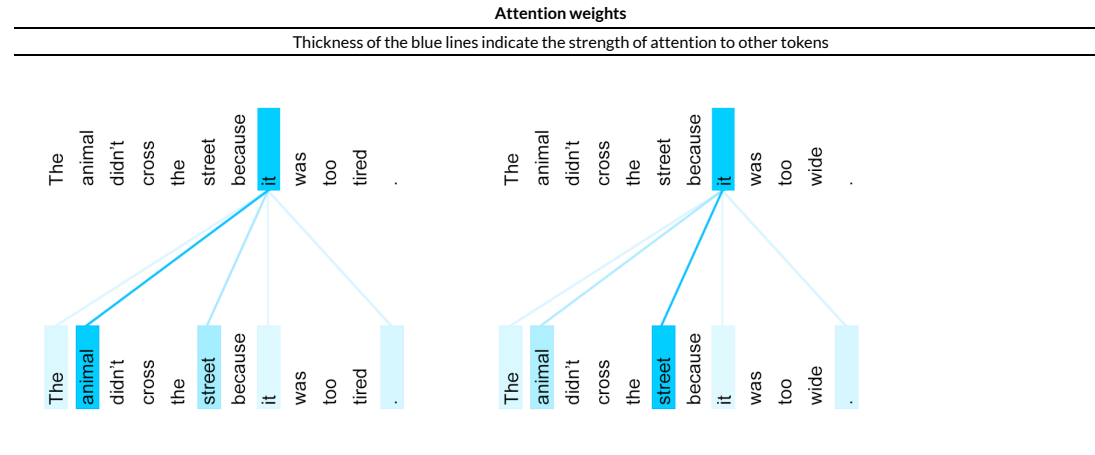 Attention weights
Thickness of the blue lines indicate the strength of attention to other tokens
The animal didn't cross the street because it was too tired .
The animal didn't cross the street because it was too wide .
The animal didn't cross the street because it was too tired .
The animal didn't cross the street because it was too wide .